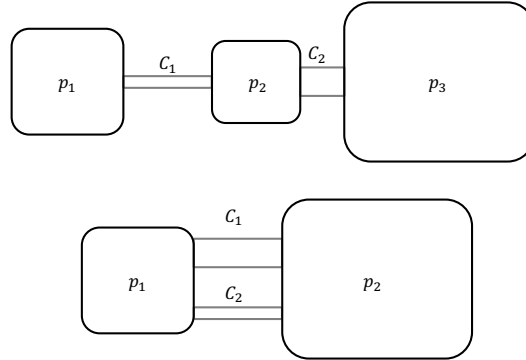 C₁ C₂
p₁ p₂ p₃
C₁
p₁ p₂
C₂